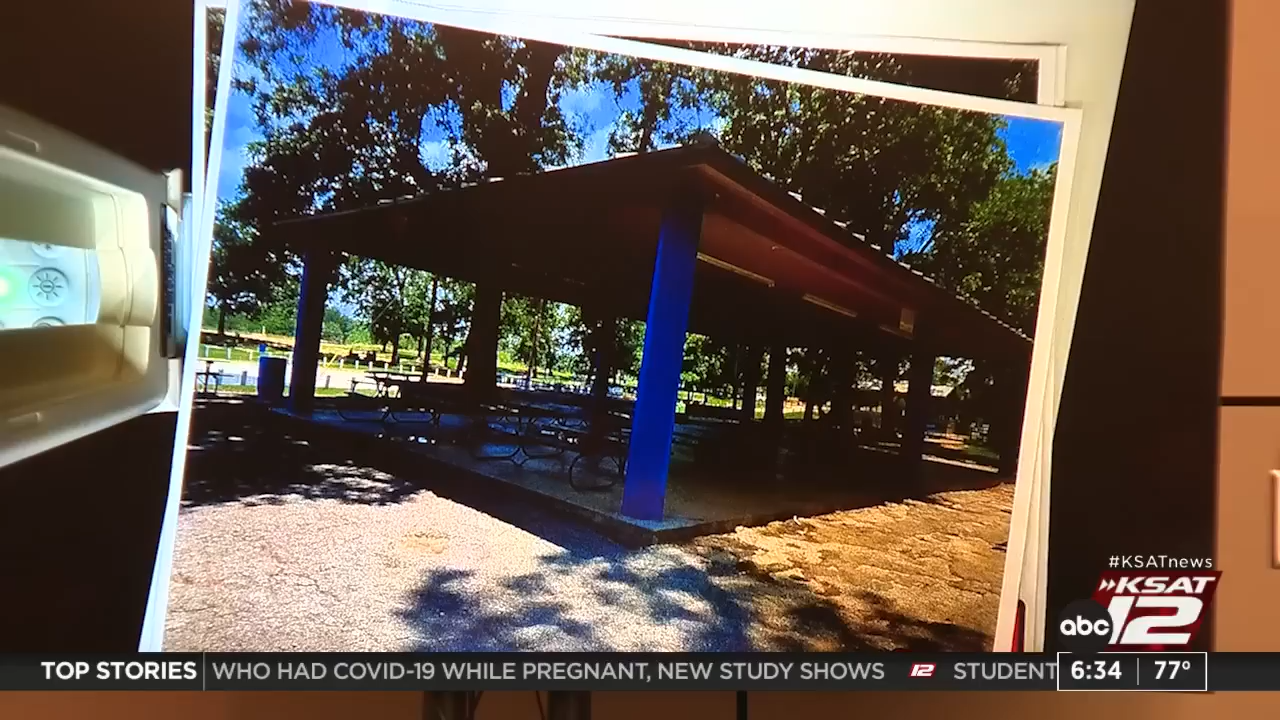 #KSATnews
KSAT
abc 12
TOP STORIES WHO HAD COVID-19 WHILE PREGNANT, NEW STUDY SHOWS 12 STUDENT 6:34 77°